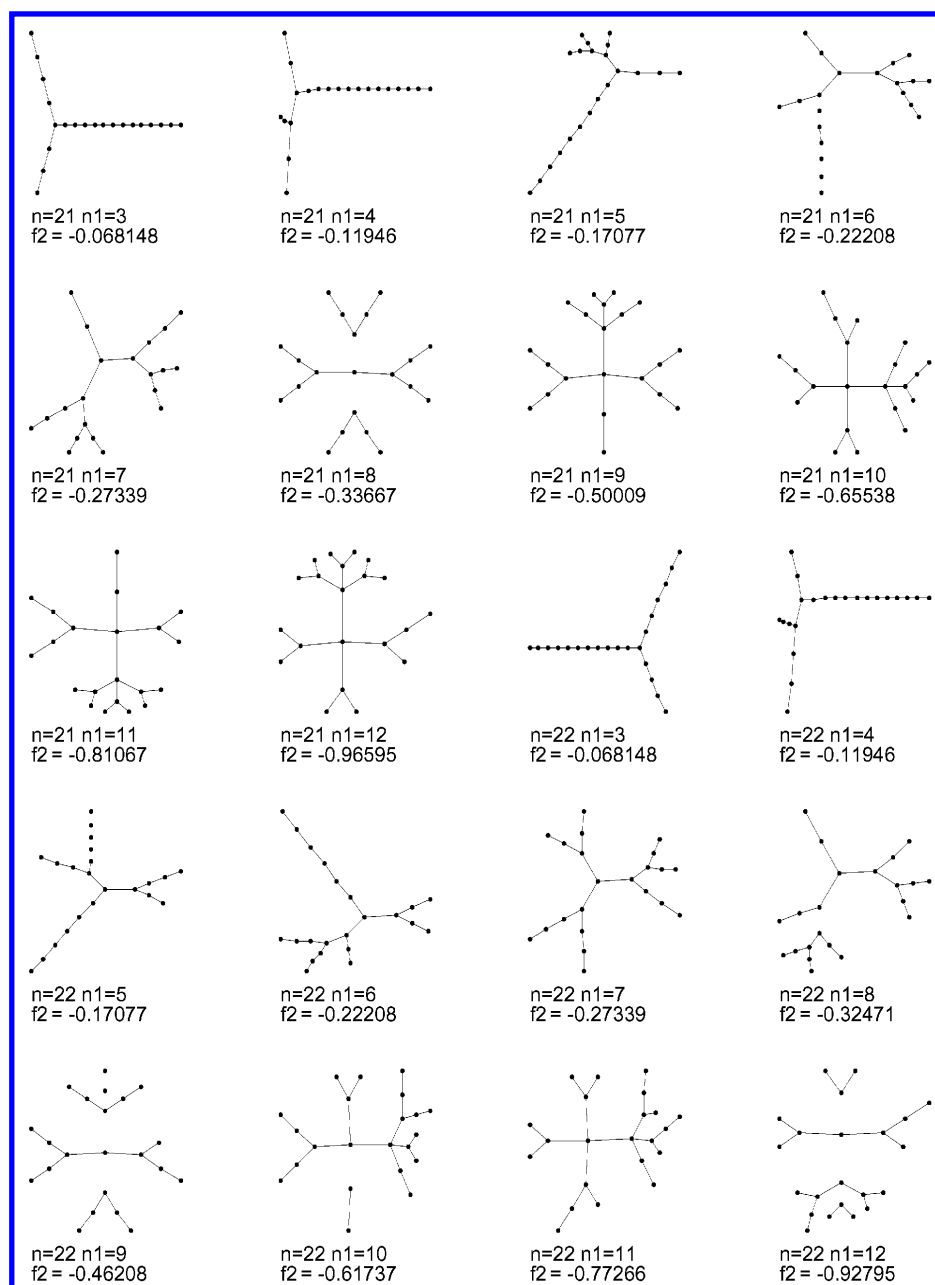 n=21 n1=3
f2 = -0.068148
n=21 n1=4
f2 = -0.11946
n=21 n1=5
f2 = -0.17077
n=21 n1=6
f2 = -0.22208
n=21 n1=7
f2 = -0.27339
n=21 n1=8
f2 = -0.33667
n=21 n1=9
f2 = -0.50009
n=21 n1=10
f2 = -0.65538
n=21 n1=11
f2 = -0.81067
n=21 n1=12
f2 = -0.96595
n=22 n1=3
f2 = -0.068148
n=22 n1=4
f2 = -0.11946
n=22 n1=5
f2 = -0.17077
n=22 n1=6
f2 = -0.22208
n=22 n1=7
f2 = -0.27339
n=22 n1=8
f2 = -0.32471
n=22 n1=9
f2 = -0.46208
n=22 n1=10
f2 = -0.61737
n=22 n1=11
f2 = -0.77266
n=22 n1=12
f2 = -0.92795